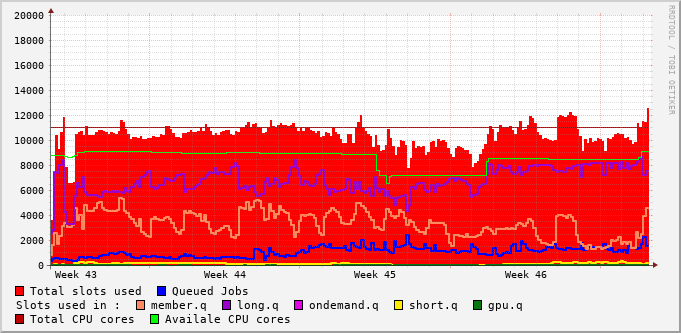 20000
18000
16000
14000
12000
10000
8000
6000
4000
2000
0
Week 43 Week 44 Week 45 Week 46
RRDTOOL / TOBI OETIKER
Total slots used Queued Jobs
Slots used in : member.q long.q ondemand.q short.q gpu.q
Total CPU cores Availale CPU cores